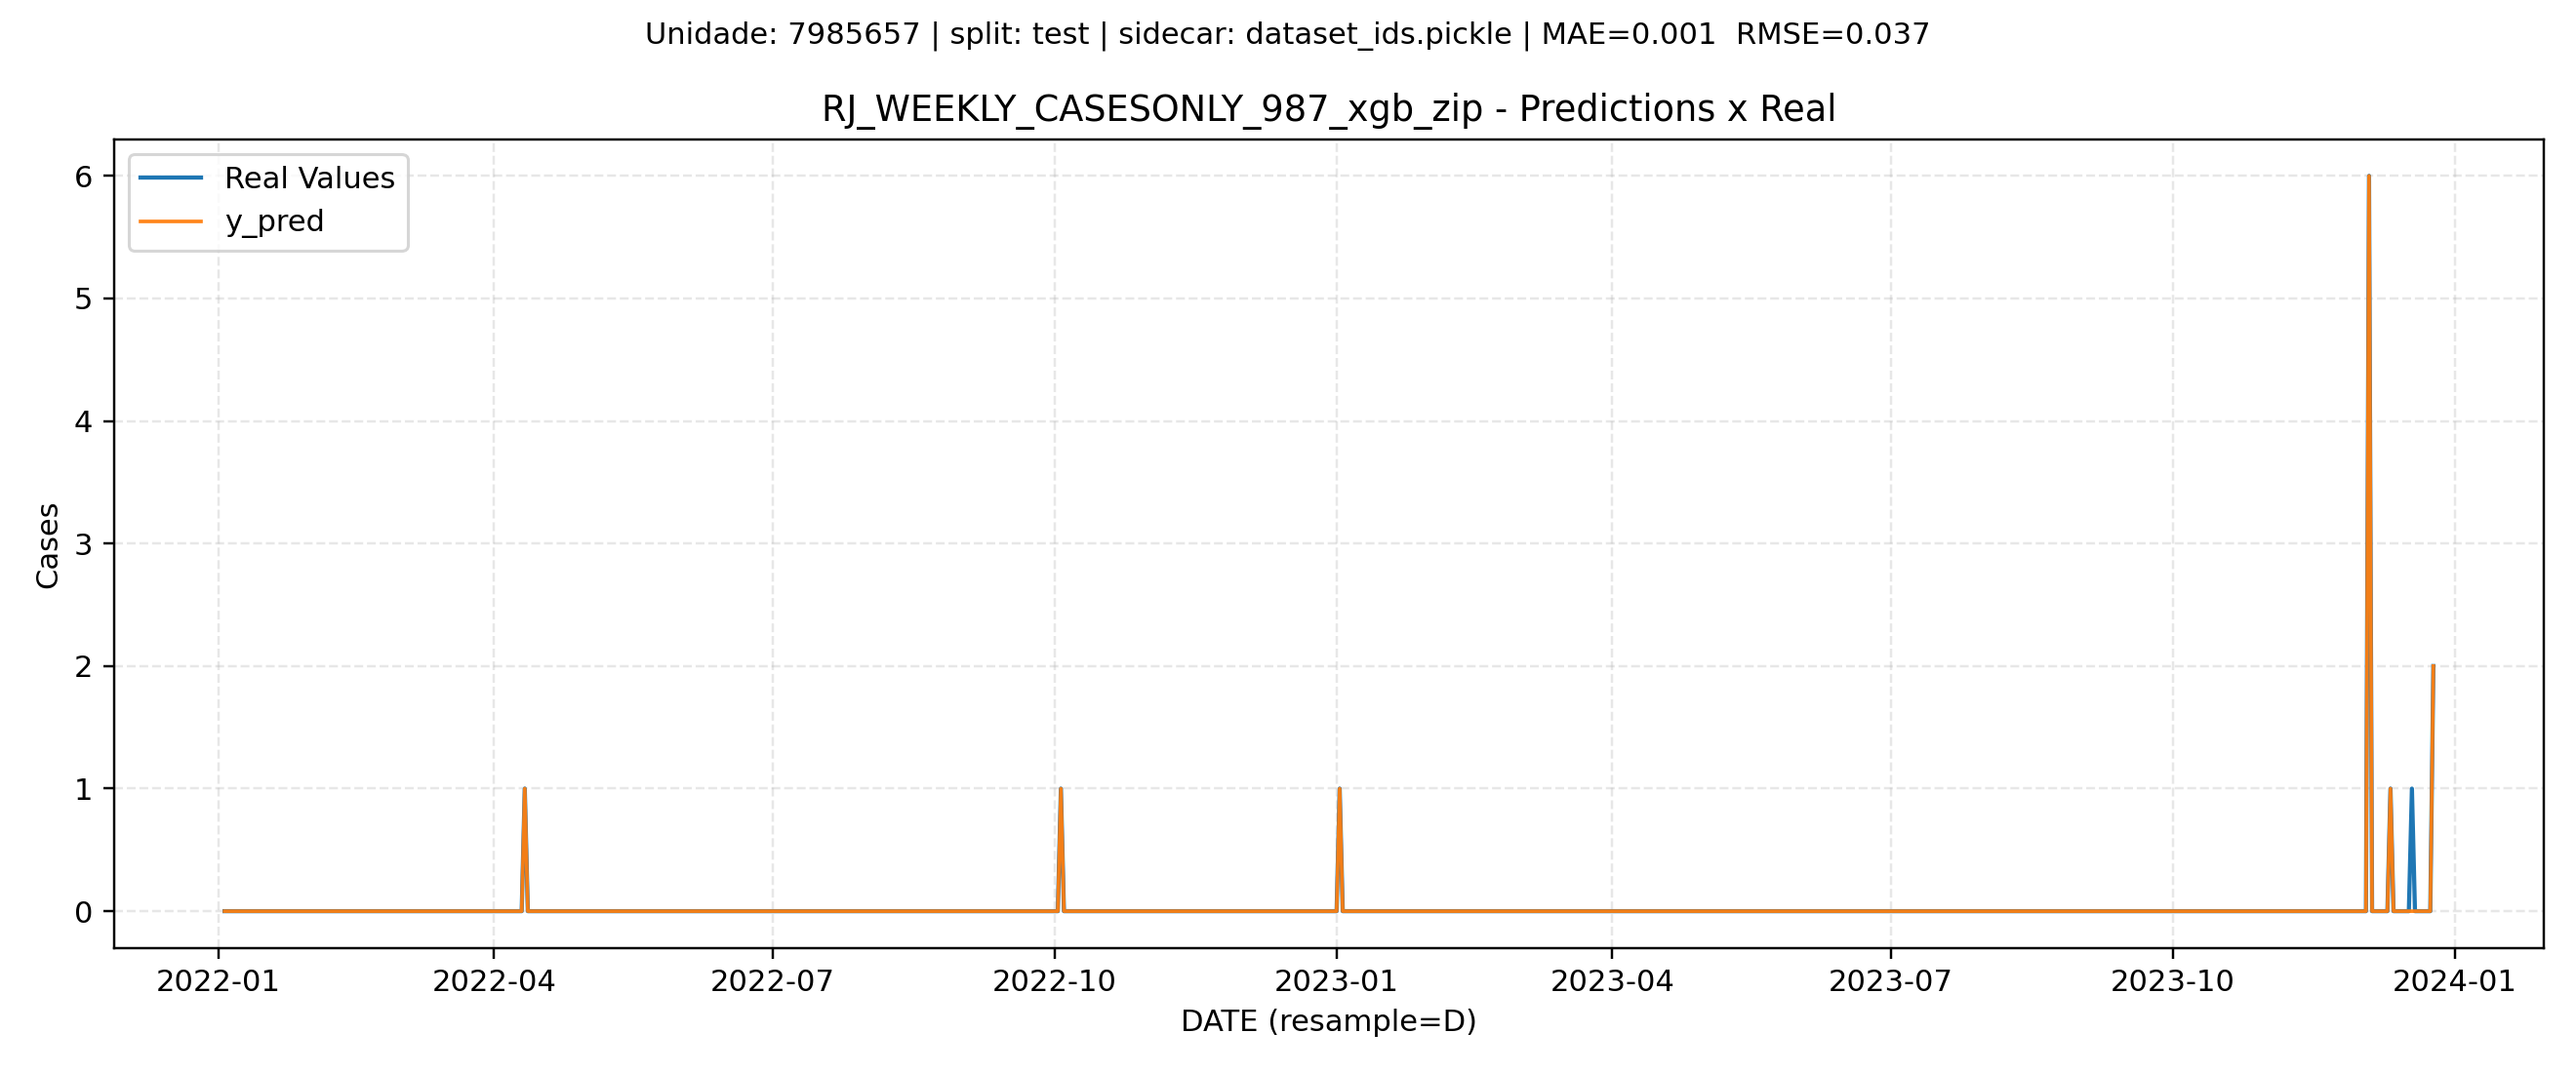 Unidade: 7985657 | split: test | sidecar: dataset_ids.pickle | MAE=0.001  RMSE=0.037
RJ_WEEKLY_CASESONLY_987_xgb_zip - Predictions x Real
Real Values
y_pred
6
5
4
3
2
1
0
Cases
2022-01
2022-04
2022-07
2022-10
2023-01
2023-04
2023-07
2023-10
2024-01
DATE (resample=D)